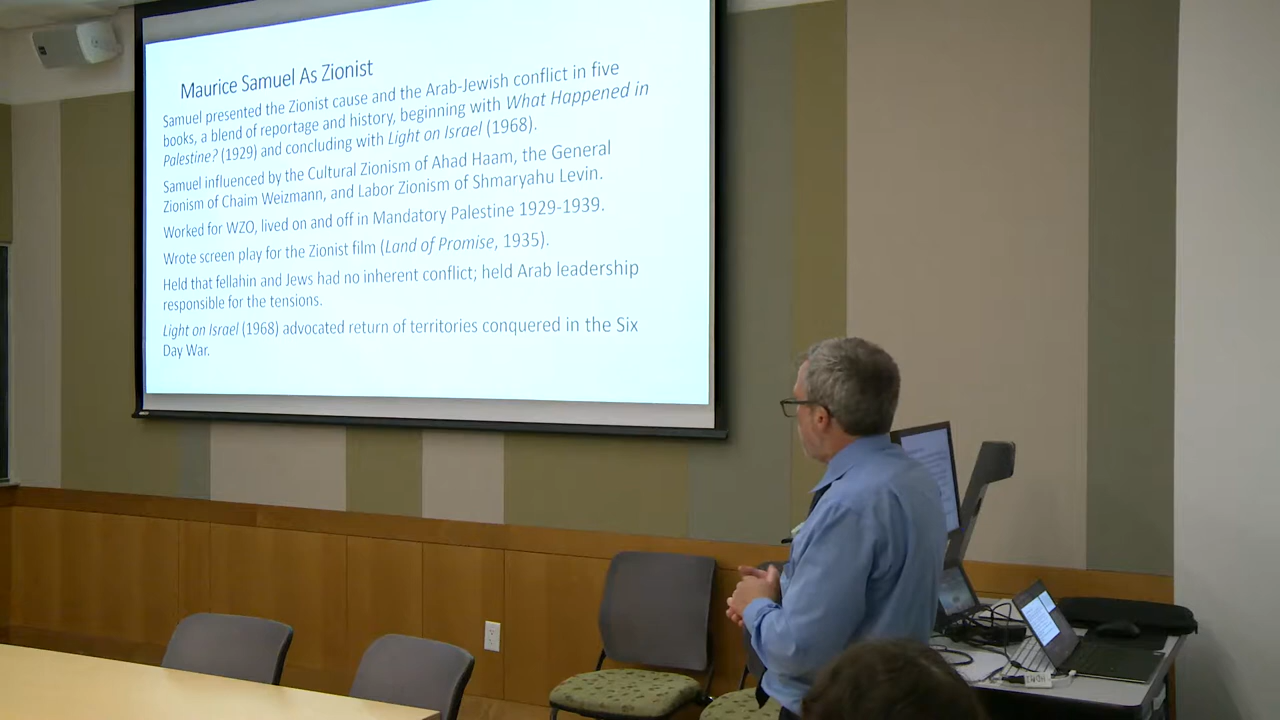 Maurice Samuel As Zionist
Samuel presented the Zionist cause and the Arab-Jewish conflict in five
books, a blend of reportage and history, beginning with What Happened in
Palestine? (1929) and concluding with Light on Israel (1968).
Samuel influenced by the Cultural Zionism of Ahad Haam, the General
Zionism of Chaim Weizmann, and Labor Zionism of Shmaryahu Levin.
Worked for WZO, lived on and off in Mandatory Palestine 1929-1939.
Wrote screen play for the Zionist film (Land of Promise, 1935).
Held that fellahin and Jews had no inherent conflict; held Arab leadership
responsible for the tensions.
Light on Israel (1968) advocated return of territories conquered in the Six
Day War.